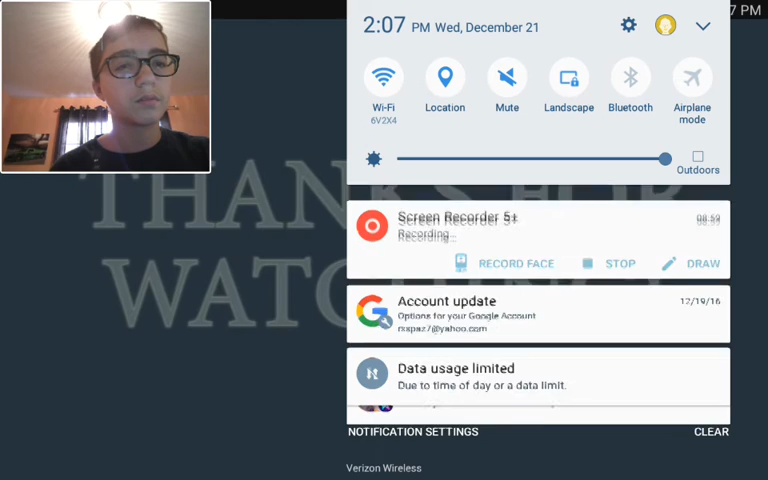 7 PM
2:07 PM Wed, December 21
Wi-Fi
6V2X4
Location
Mute
Landscape
Bluetooth
Airplane
mode
Outdoors
THANKS FOR
WATCHING
Screen Recorder 5+
08:59
Recording...
RECORD FACE
STOP
DRAW
Account update
12/19/16
Options for your Google Account
Data usage limited
Due to time of day or a data limit.
NOTIFICATION SETTINGS
CLEAR
Verizon Wireless